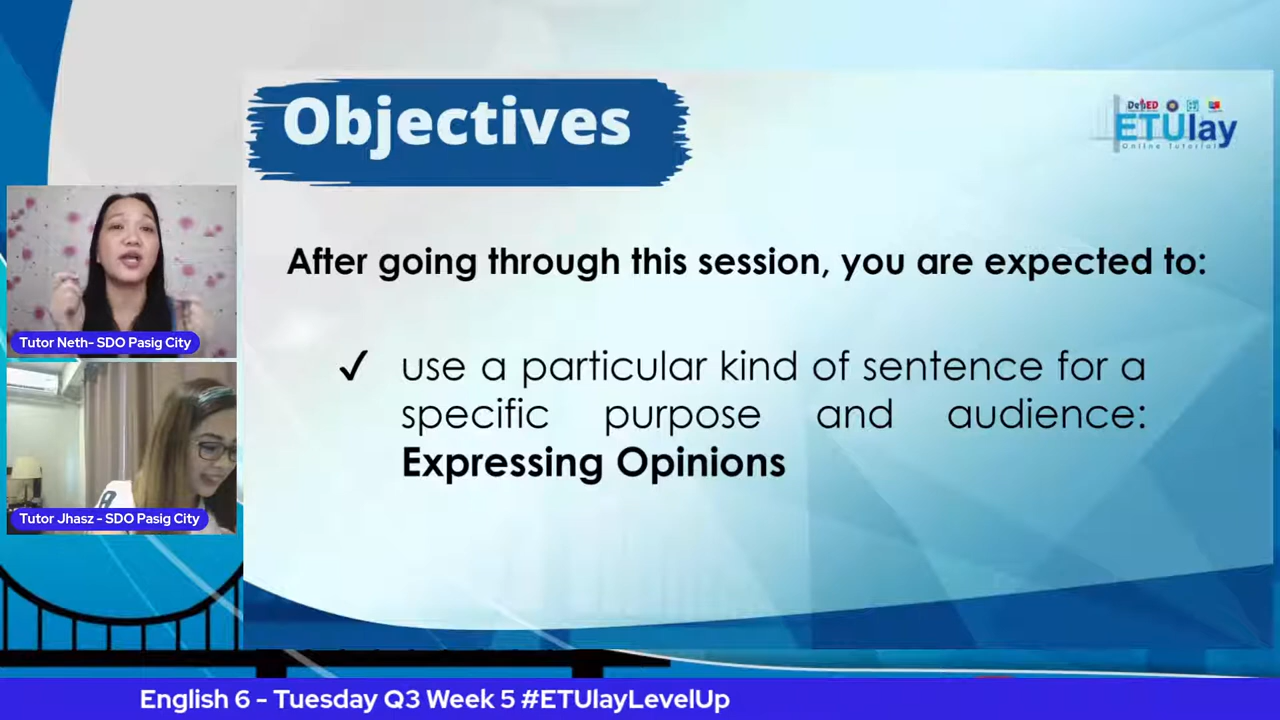 Objectives
DepED
ETUlay
Online Tutorial
After going through this session, you are expected to:
✓ use a particular kind of sentence for a
specific purpose and audience:
Expressing Opinions
Tutor Neth- SDO Pasig City
Tutor Jhasz - SDO Pasig City
English 6 - Tuesday Q3 Week 5 #ETUlayLevelUp